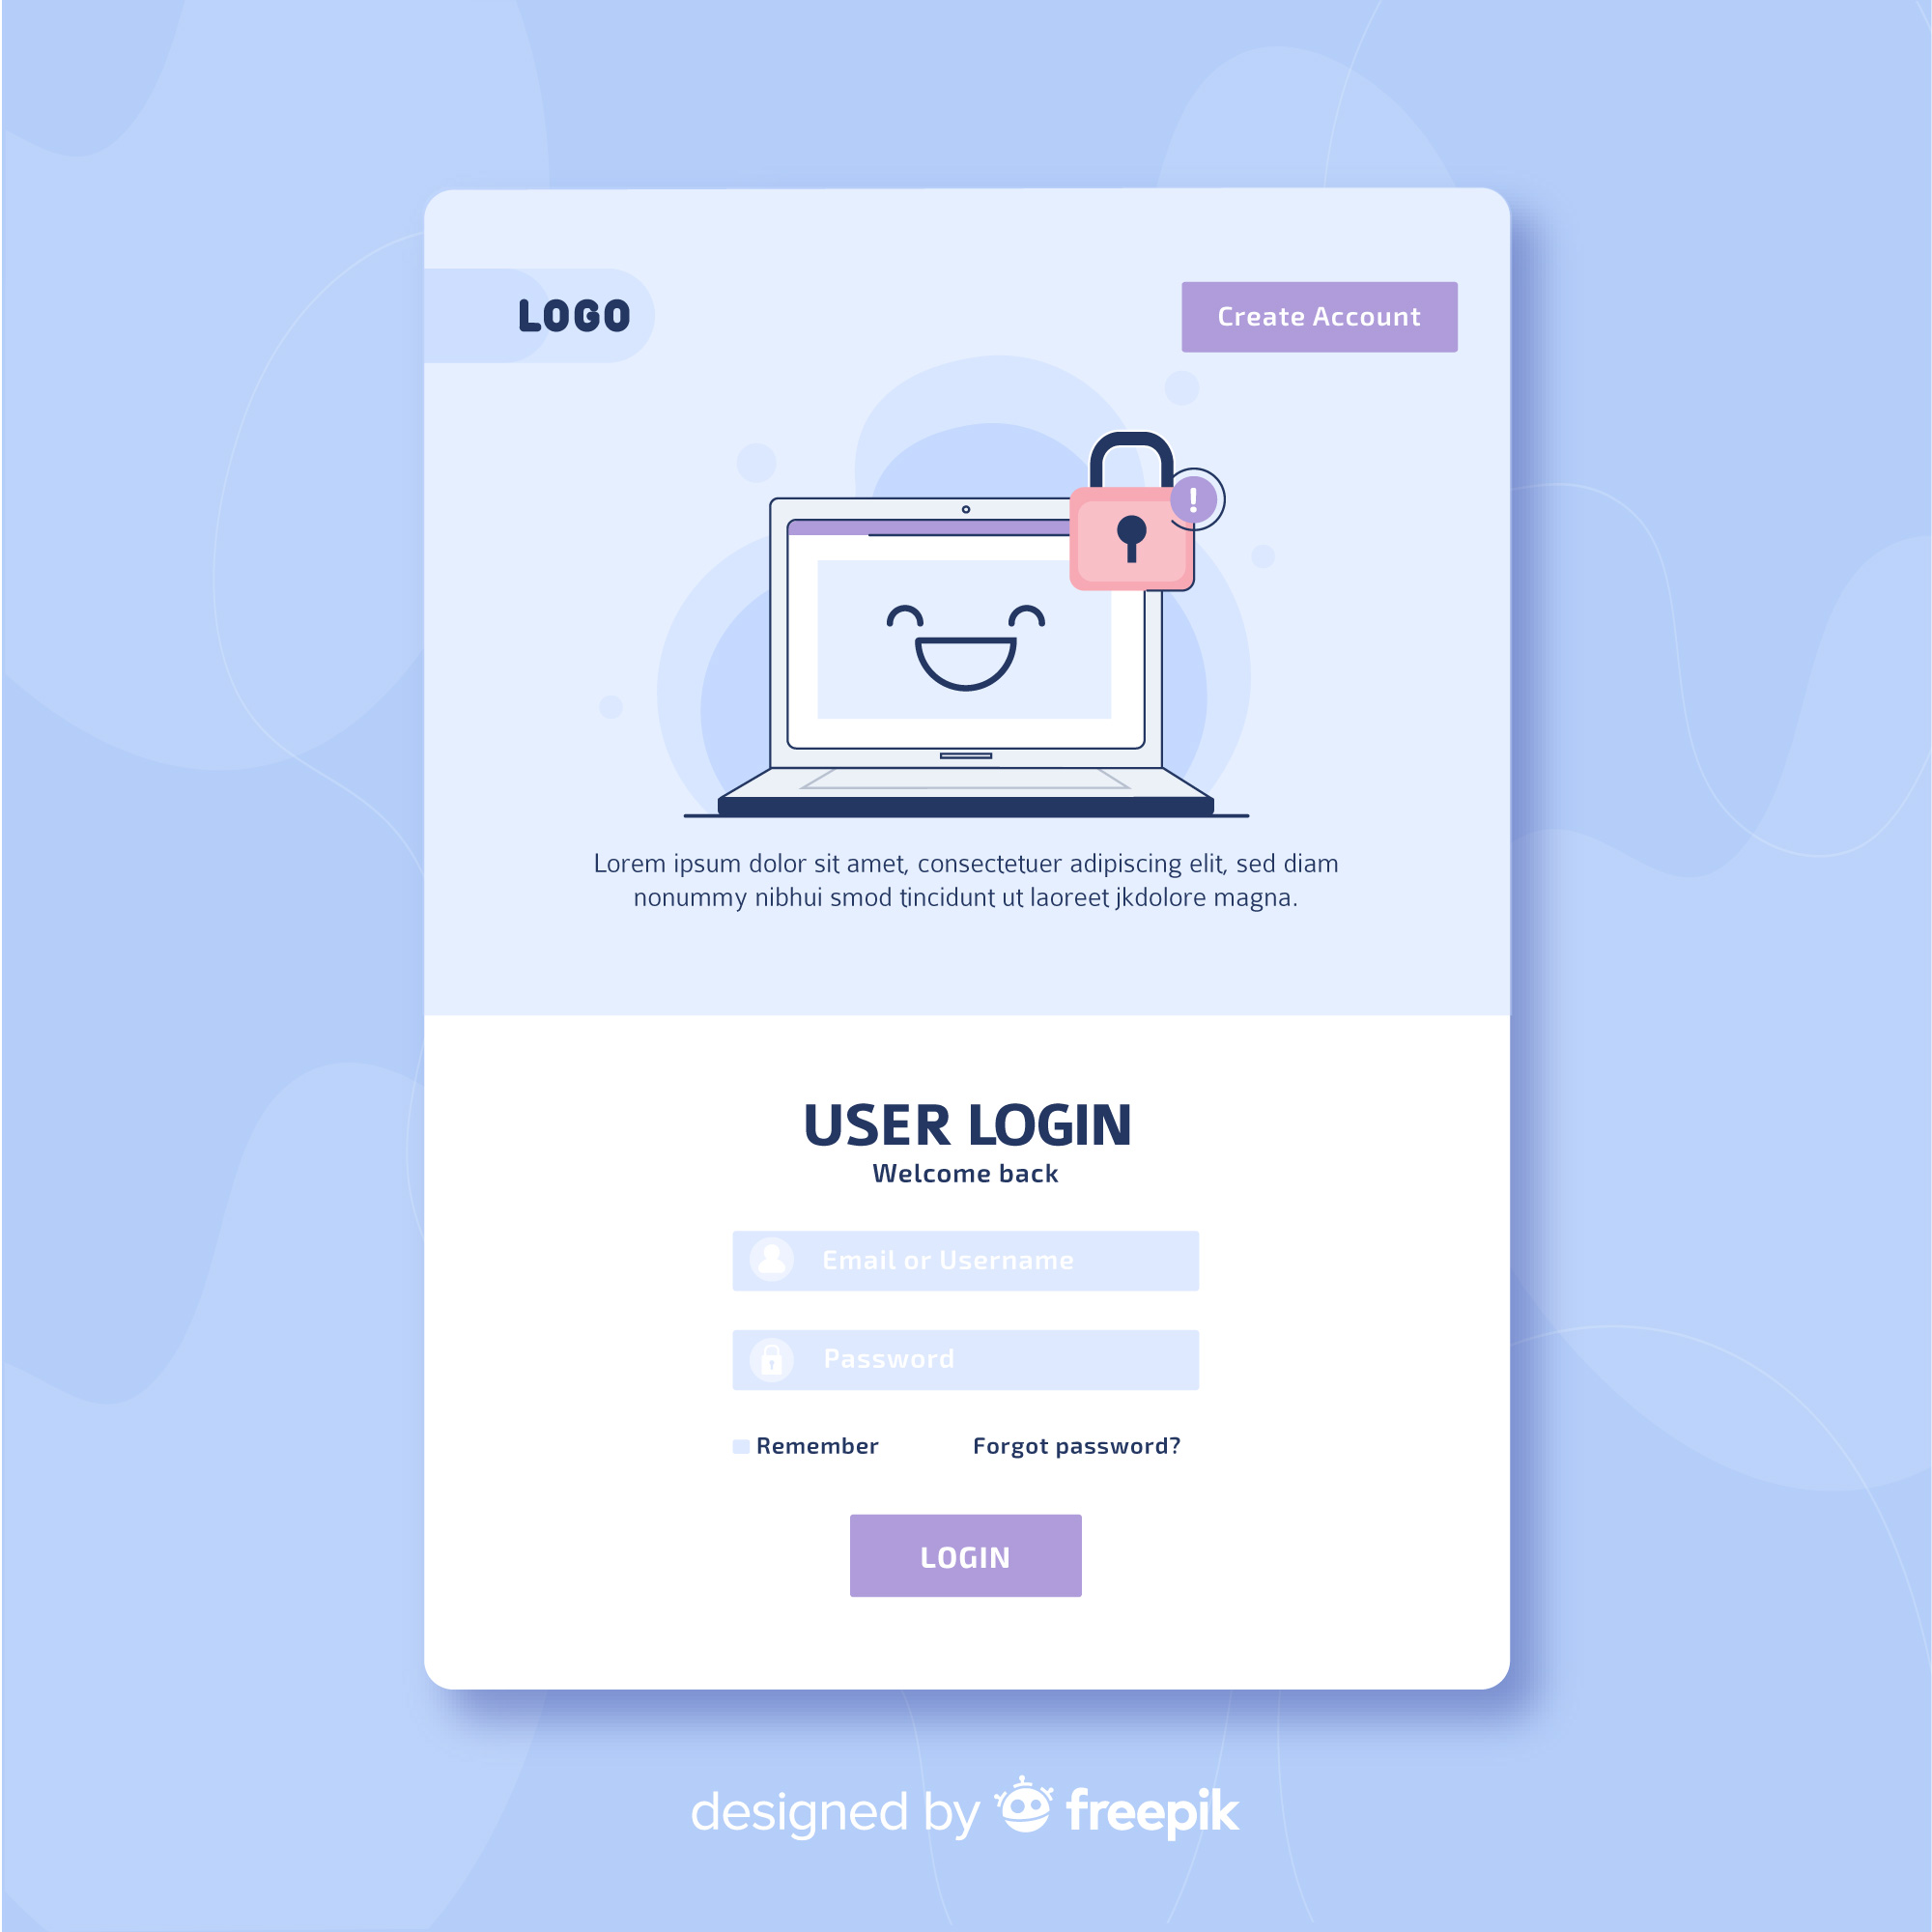 LOGO
Create Account
!
Lorem ipsum dolor sit amet, consectetuer adipiscing elit, sed diam
nonummy nibhui smod tincidunt ut laoreet jkdolore magna.
USER LOGIN
Welcome back
Email or Username
Password
Remember
Forgot password?
LOGIN
designed by freepik